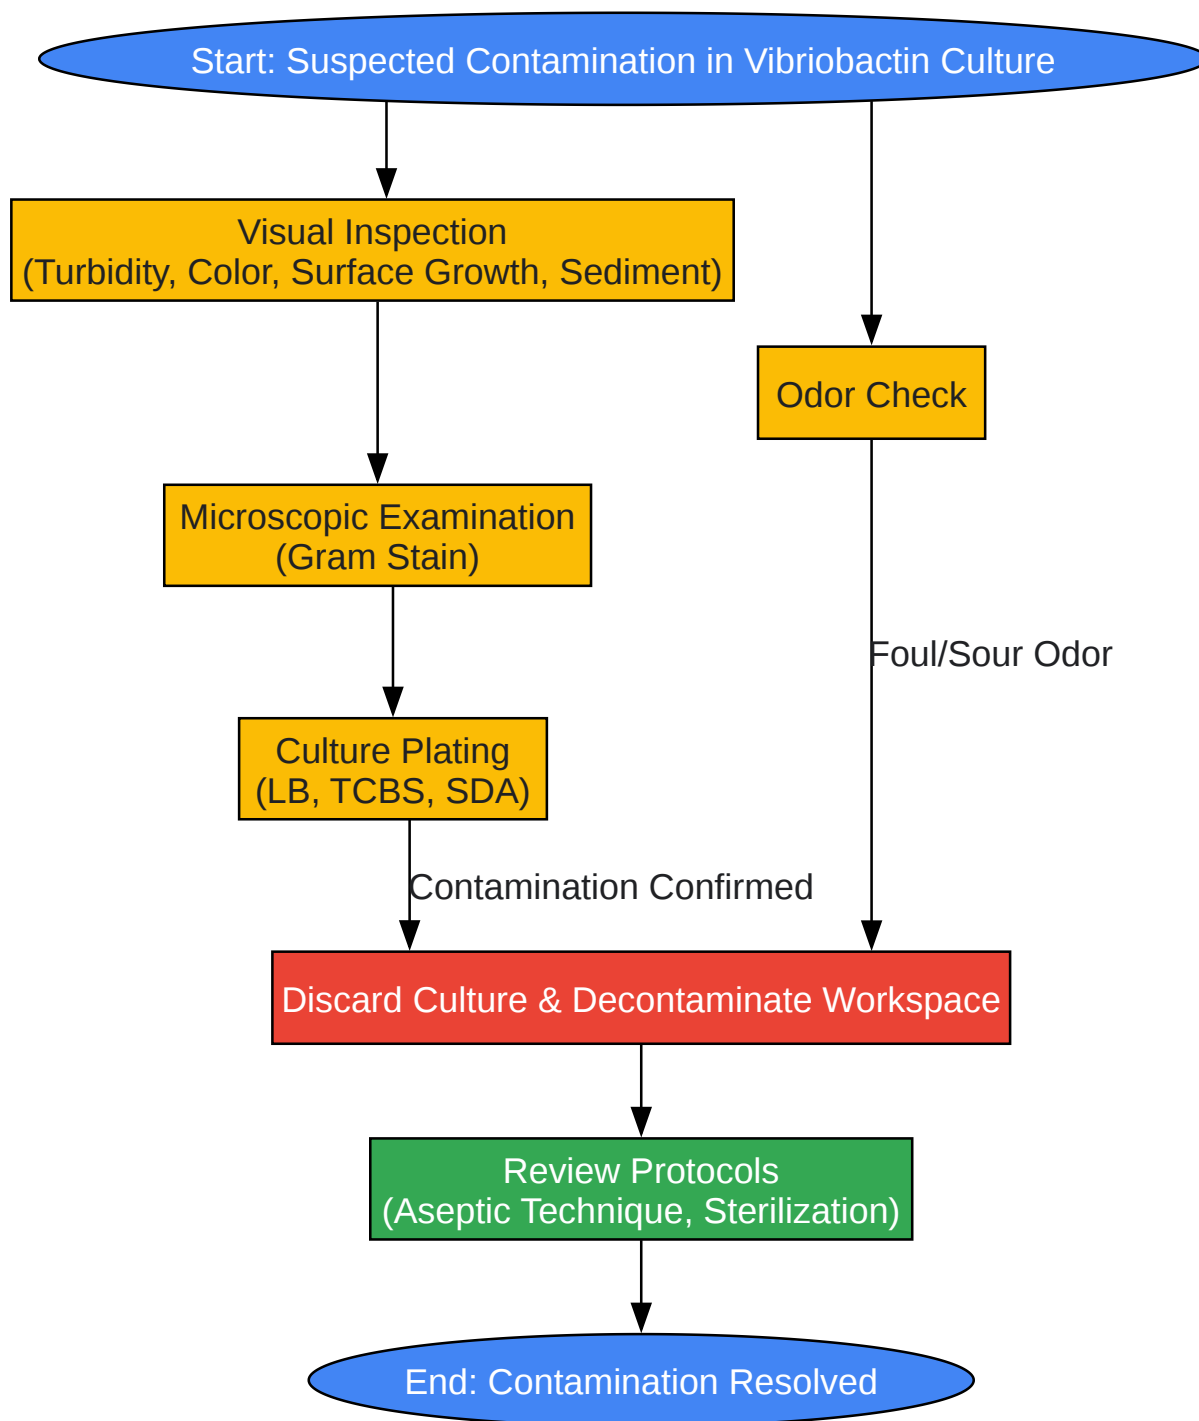 Start: Suspected Contamination in Vibriobactin Culture
Visual Inspection
(Turbidity, Color, Surface Growth, Sediment)
Odor Check
Microscopic Examination
(Gram Stain)
Foul/Sour Odor
Culture Plating
(LB, TCBS, SDA)
Contamination Confirmed
Discard Culture & Decontaminate Workspace
Review Protocols
(Aseptic Technique, Sterilization)
End: Contamination Resolved